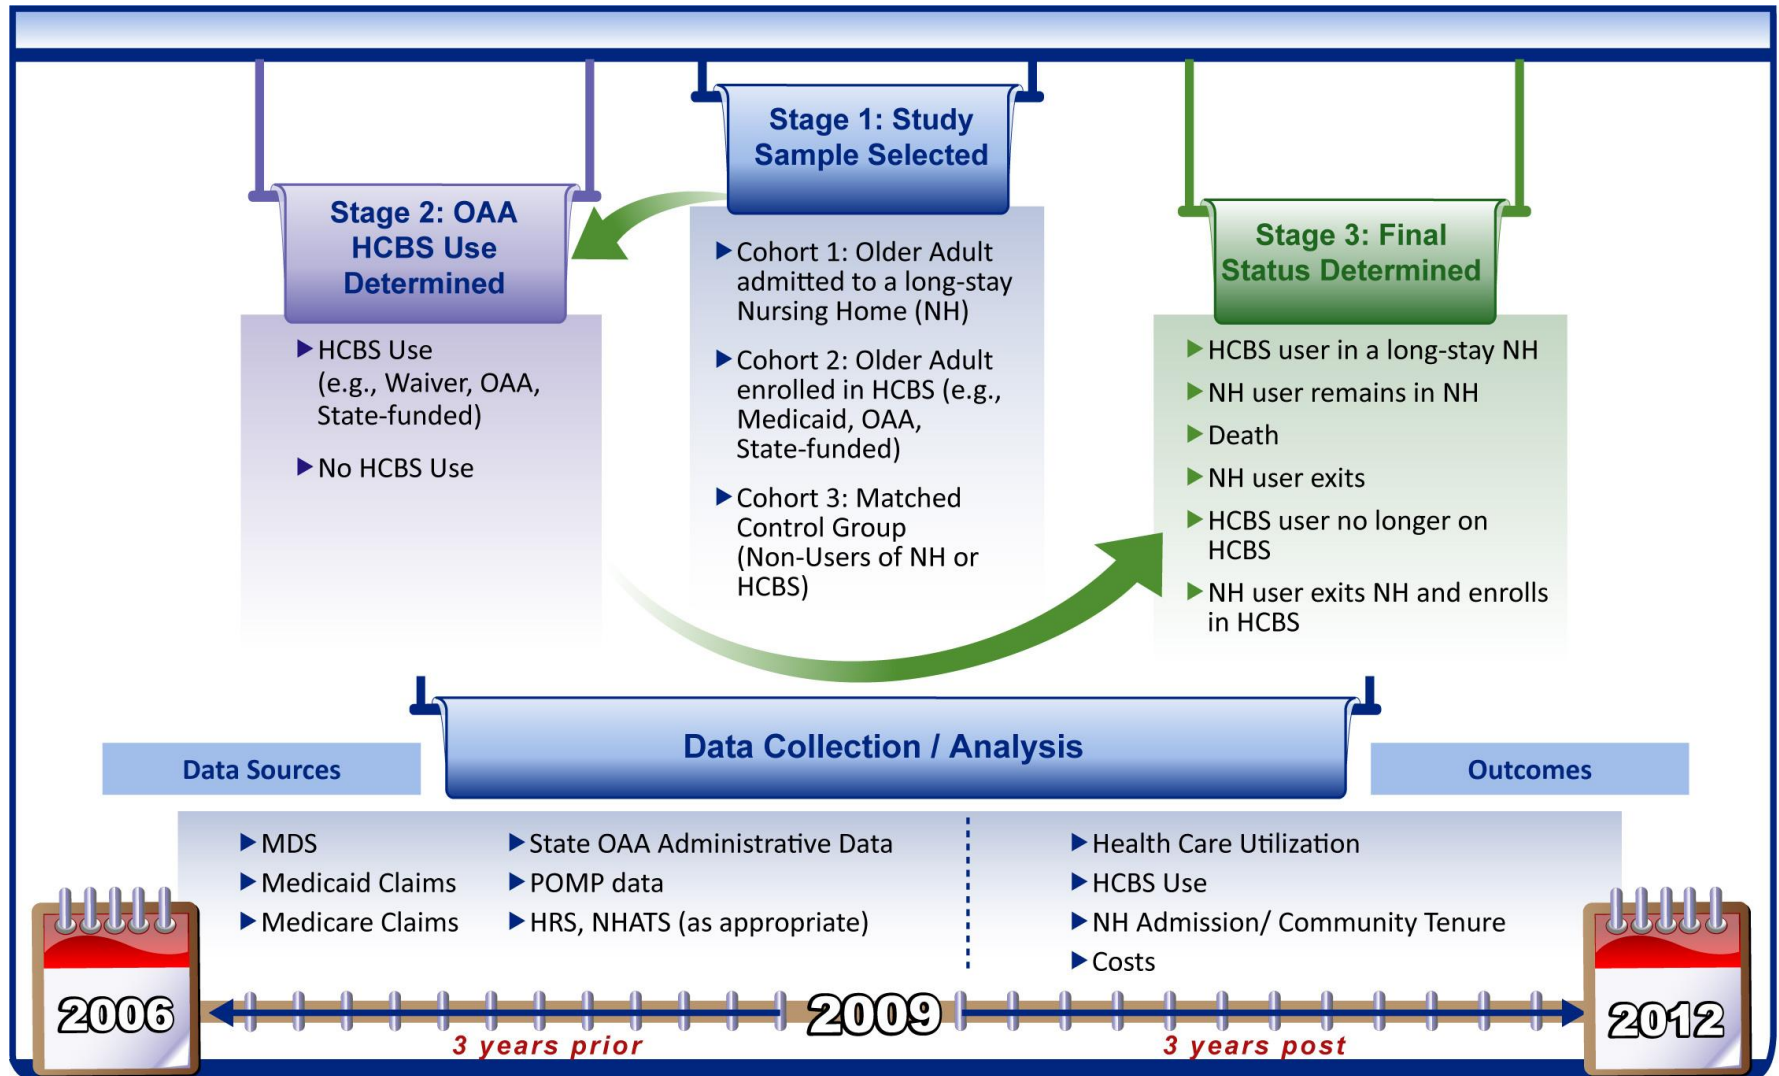 Stage 1: Study
Sample Selected
Cohort 1: Older Adult
admitted to a long-stay
Nursing Home (NH)
Cohort 2: Older Adult
enrolled in HCBS (e.g.,
Medicaid, OAA,
State-funded)
Cohort 3: Matched
Control Group
(Non-Users of NH or
HCBS)
Stage 2: OAA
HCBS Use
Determined
HCBS Use
(e.g., Waiver, OAA,
State-funded)
No HCBS Use
Stage 3: Final
Status Determined
HCBS user in a long-stay NH
NH user remains in NH
Death
NH user exits
HCBS user no longer on
HCBS
NH user exits NH and enrolls
in HCBS
Data Collection / Analysis
Data Sources
MDS
Medicaid Claims
Medicare Claims
State OAA Administrative Data
POMP data
HRS, NHATS (as appropriate)
Outcomes
Health Care Utilization
HCBS Use
NH Admission/ Community Tenure
Costs
2006
3 years prior
2009
3 years post
2012